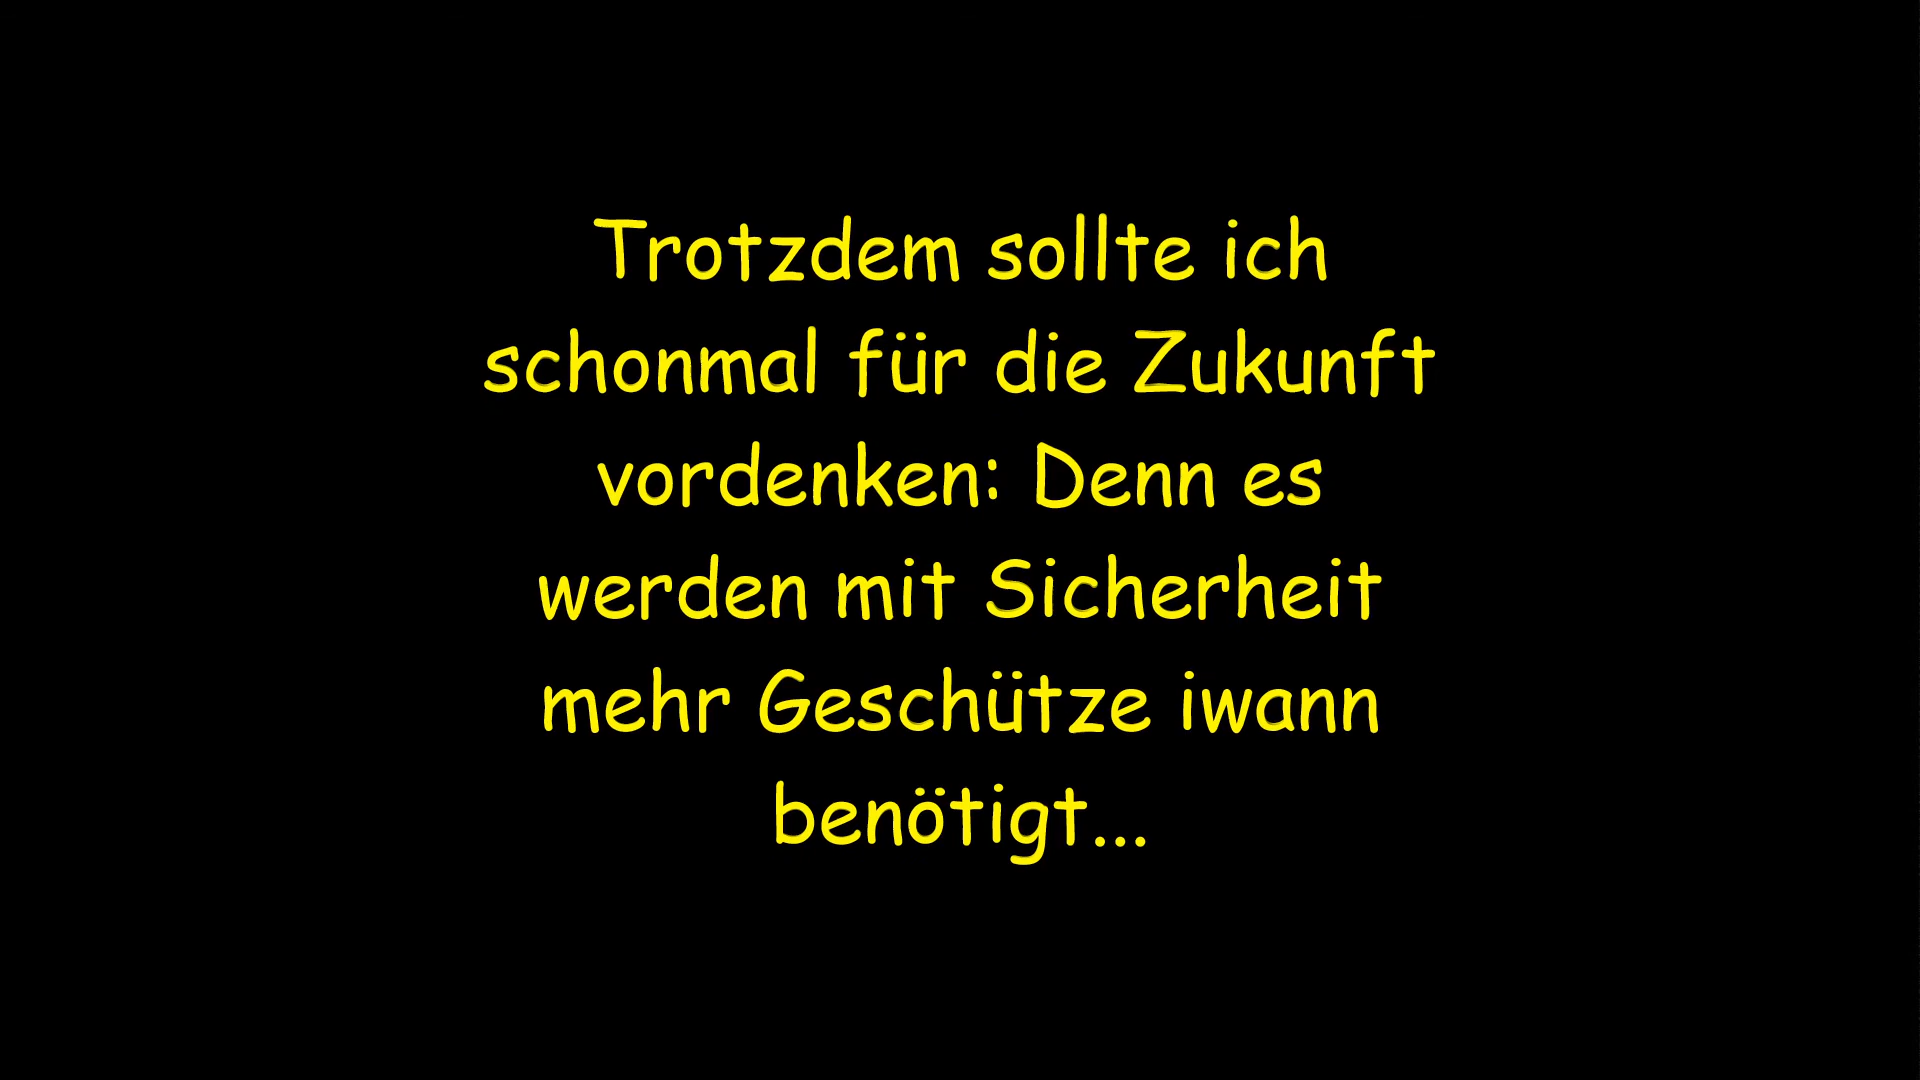 Trotzdem sollte ich
schonmal für die Zukunft
vordenken: Denn es
werden mit Sicherheit
mehr Geschütze iwann
benötigt...